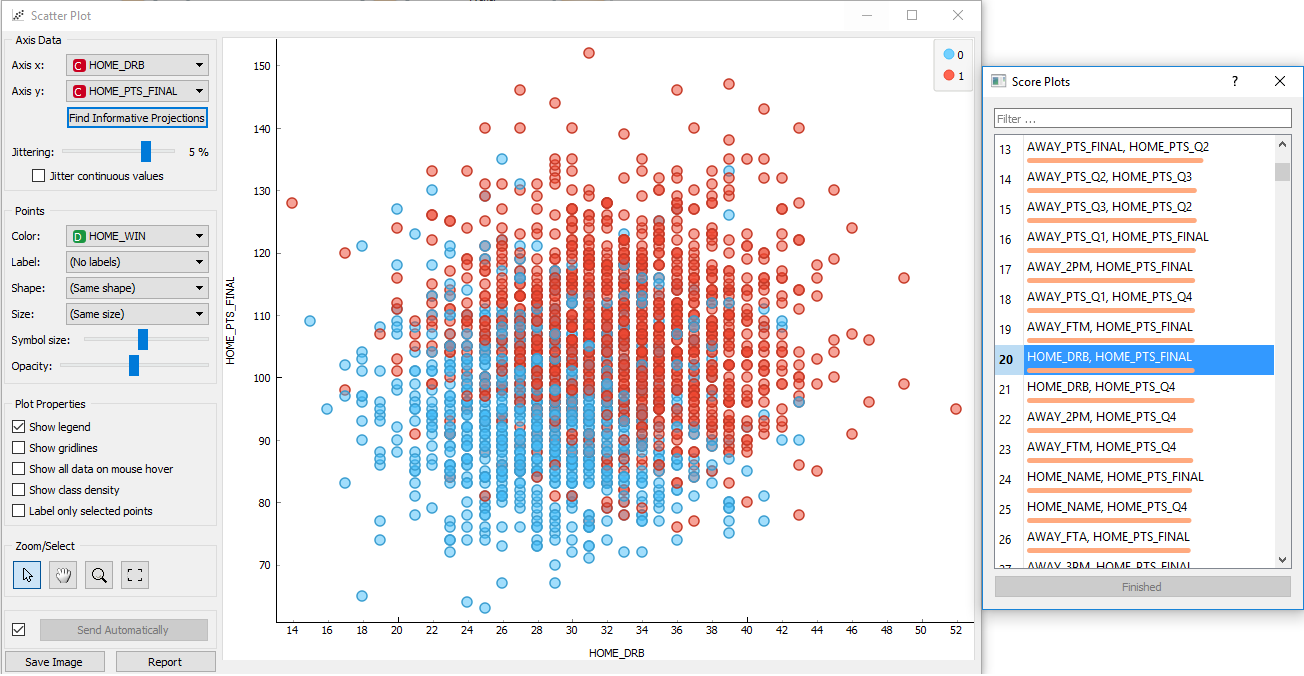 Scatter Plot
Axis Data
Axis x: C HOME_DRB
Axis y: C HOME_PTS_FINAL
Find Informative Projections
Jittering: 5 %
Jitter continuous values
Points
Color: D HOME_WIN
Label: (No labels)
Shape: (Same shape)
Size: (Same size)
Symbol size:
Opacity:
Plot Properties
Show legend
Show gridlines
Show all data on mouse hover
Show class density
Label only selected points
Zoom/Select
Send Automatically
Save Image Report
HOME_PTS_FINAL
150
140
130
120
110
100
90
80
70
14 16 18 20 22 24 26 28 30 32 34 36 38 40 42 44 46 48 50 52
HOME_DRB
0
1
Score Plots ?
Filter ...
13 AWAY_PTS_FINAL, HOME_PTS_Q2
14 AWAY_PTS_Q2, HOME_PTS_Q3
15 AWAY_PTS_Q3, HOME_PTS_Q2
16 AWAY_PTS_Q1, HOME_PTS_FINAL
17 AWAY_2PM, HOME_PTS_FINAL
18 AWAY_PTS_Q1, HOME_PTS_Q4
19 AWAY_FTM, HOME_PTS_FINAL
20 HOME_DRB, HOME_PTS_FINAL
21 HOME_DRB, HOME_PTS_Q4
22 AWAY_2PM, HOME_PTS_Q4
23 AWAY_FTM, HOME_PTS_Q4
24 HOME_NAME, HOME_PTS_FINAL
25 HOME_NAME, HOME_PTS_Q4
26 AWAY_FTA, HOME_PTS_FINAL
27 AWAY_3PM, HOME_PTS_FINAL
Finished